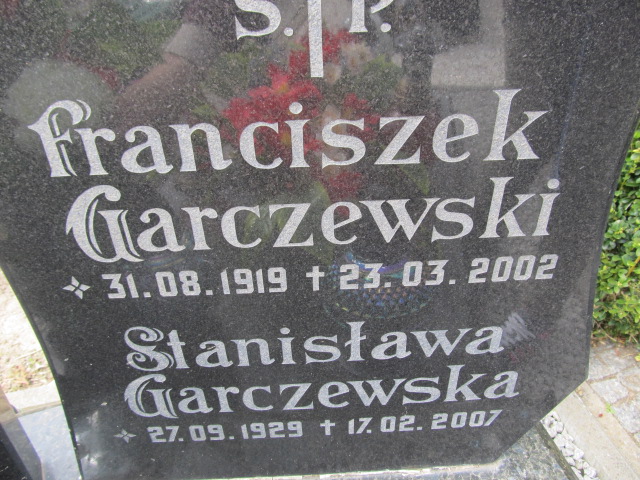 Ś. P.
Franciszek
Garczewski
31.08.1919 † 23.03.2002
Stanisława
Garczewska
27.09.1929 † 17.02.2007